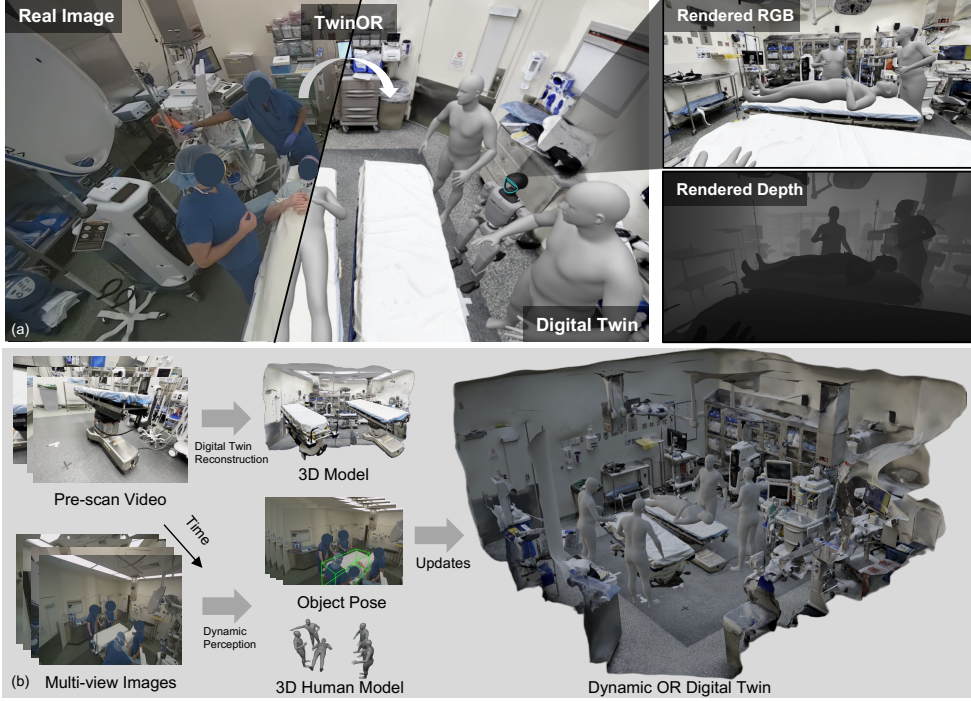 Real Image
TwinOR
Rendered RGB
Rendered Depth
Digital Twin
(a)
Digital Twin
Reconstruction
3D Model
Pre-scan Video
Time
Updates
Object Pose
Dynamic
Perception
(b)
Multi-view Images
3D Human Model
Dynamic OR Digital Twin